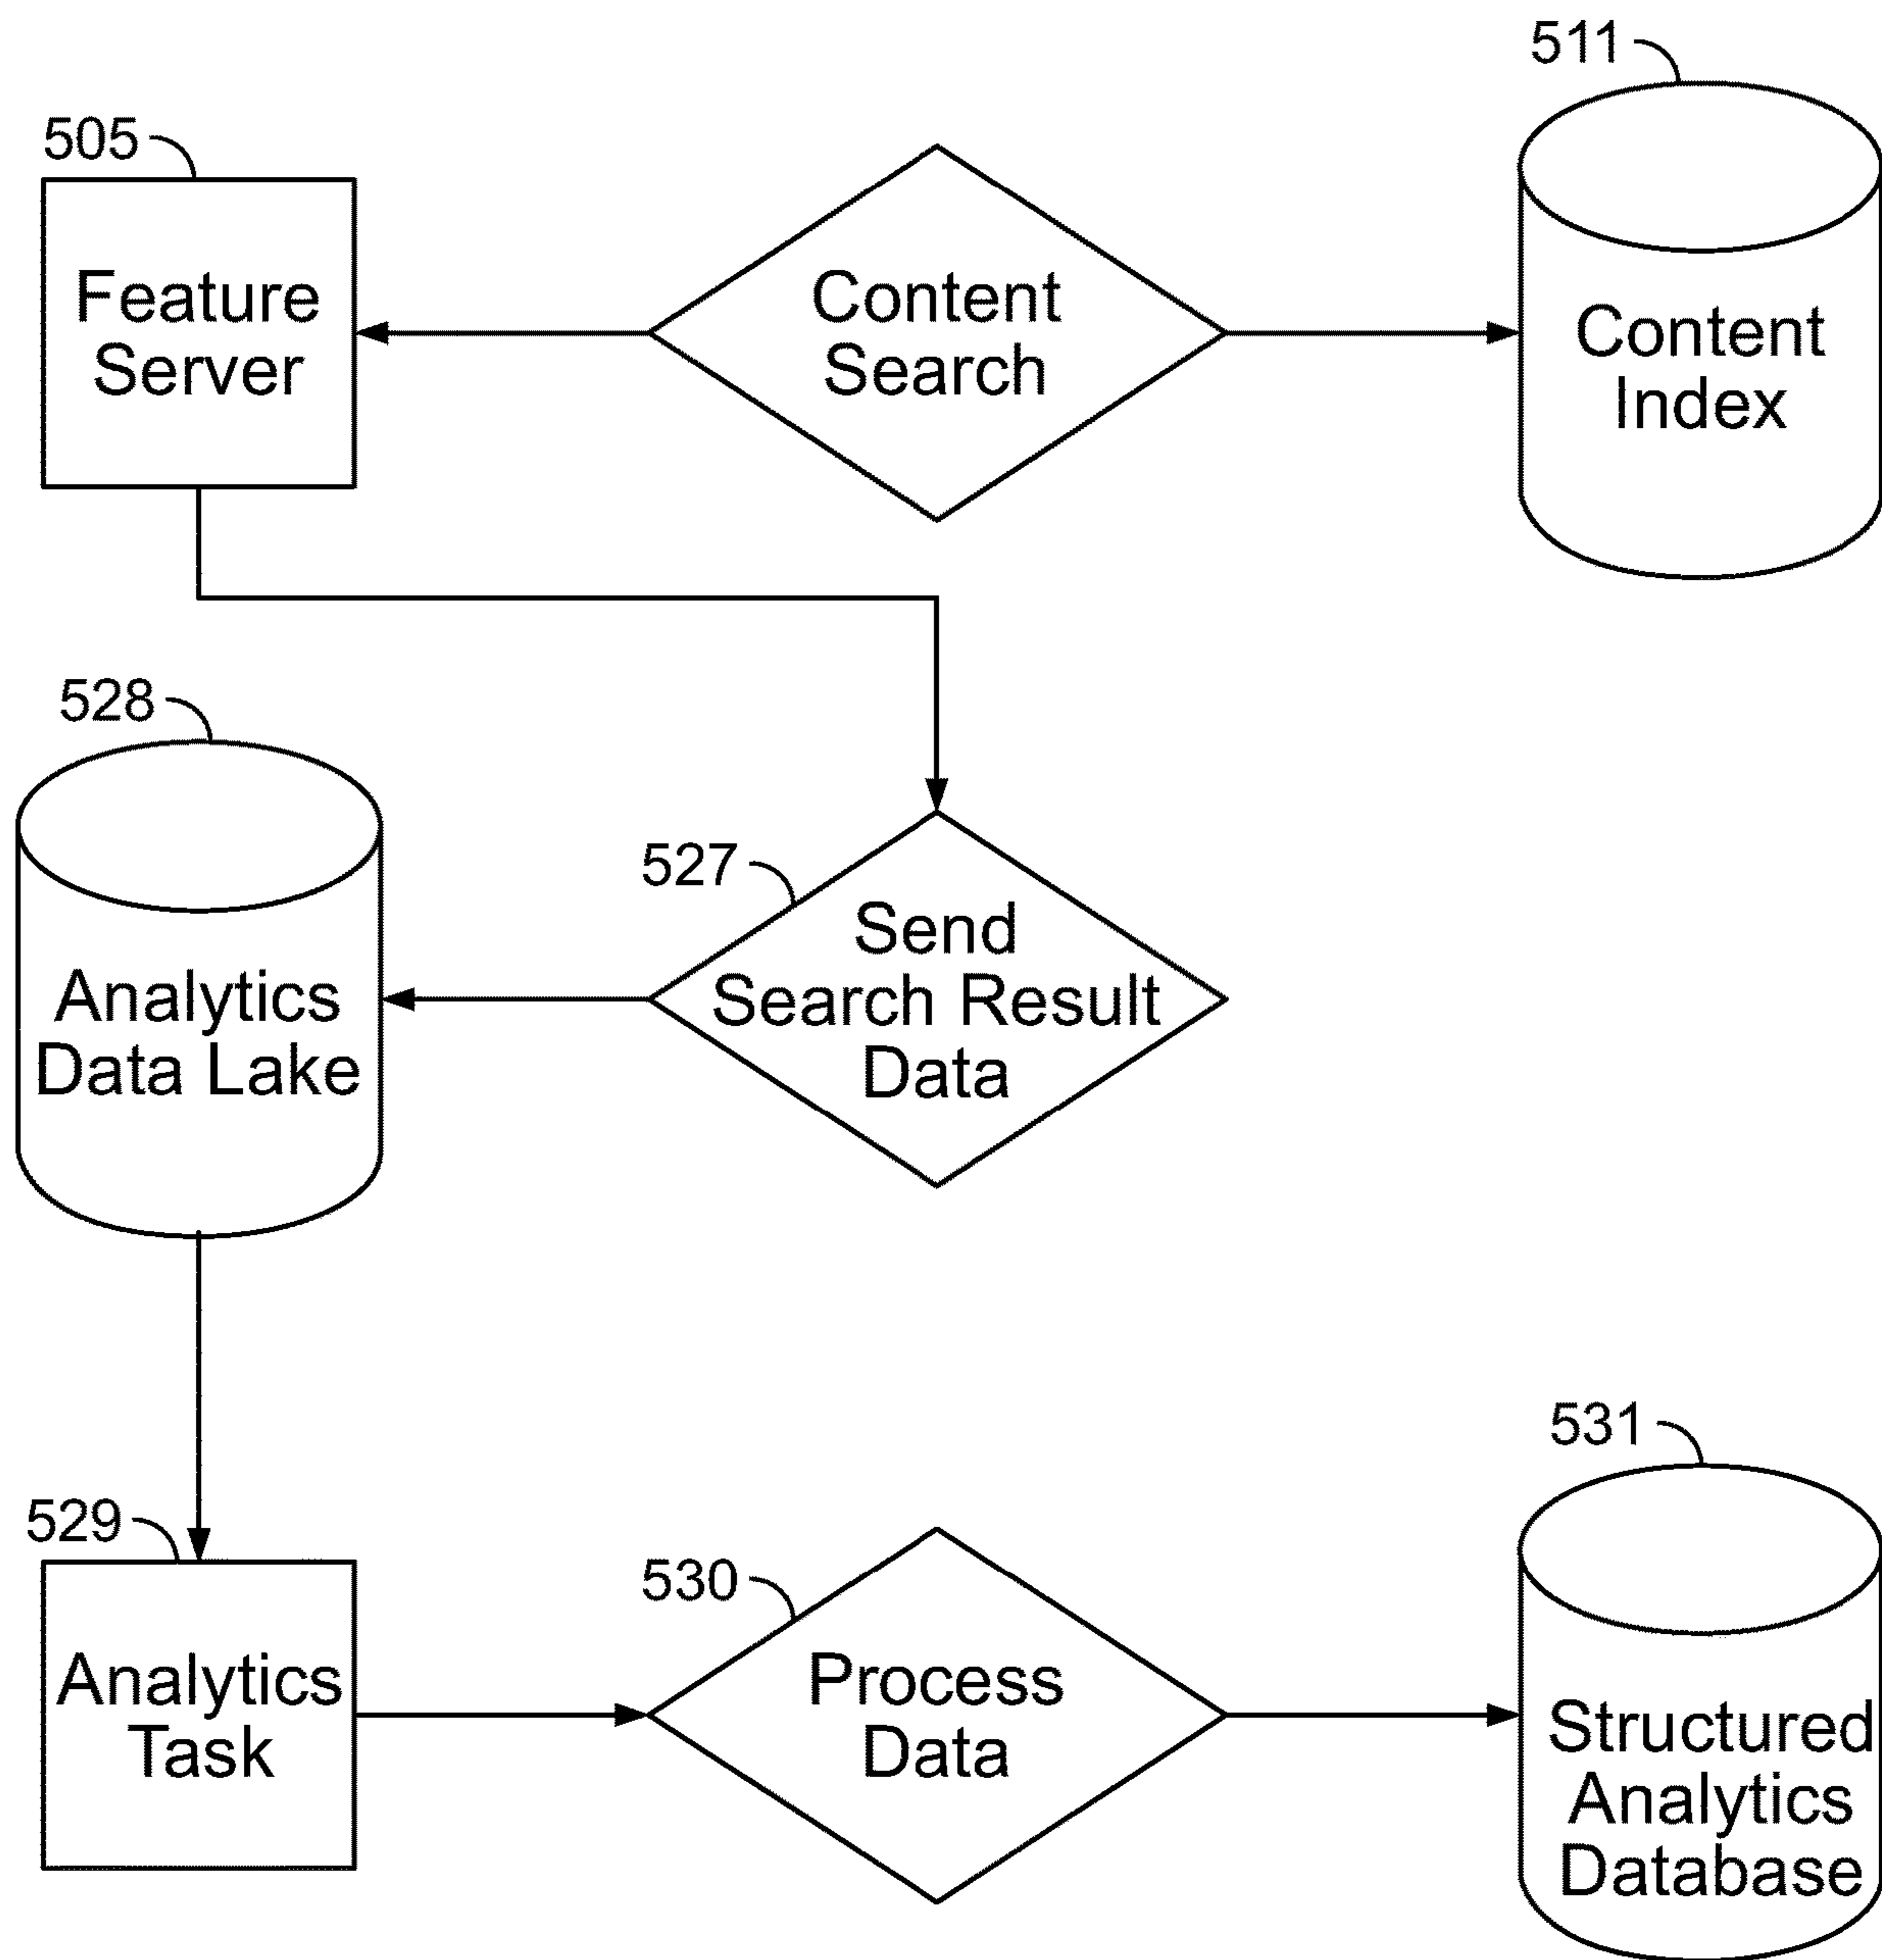 511
505
Feature
Server
Content
Search
Content
Index
528
527
Analytics
Data Lake
Send
Search Result
Data
531
529
530
Analytics
Task
Process
Data
Structured
Analytics
Database